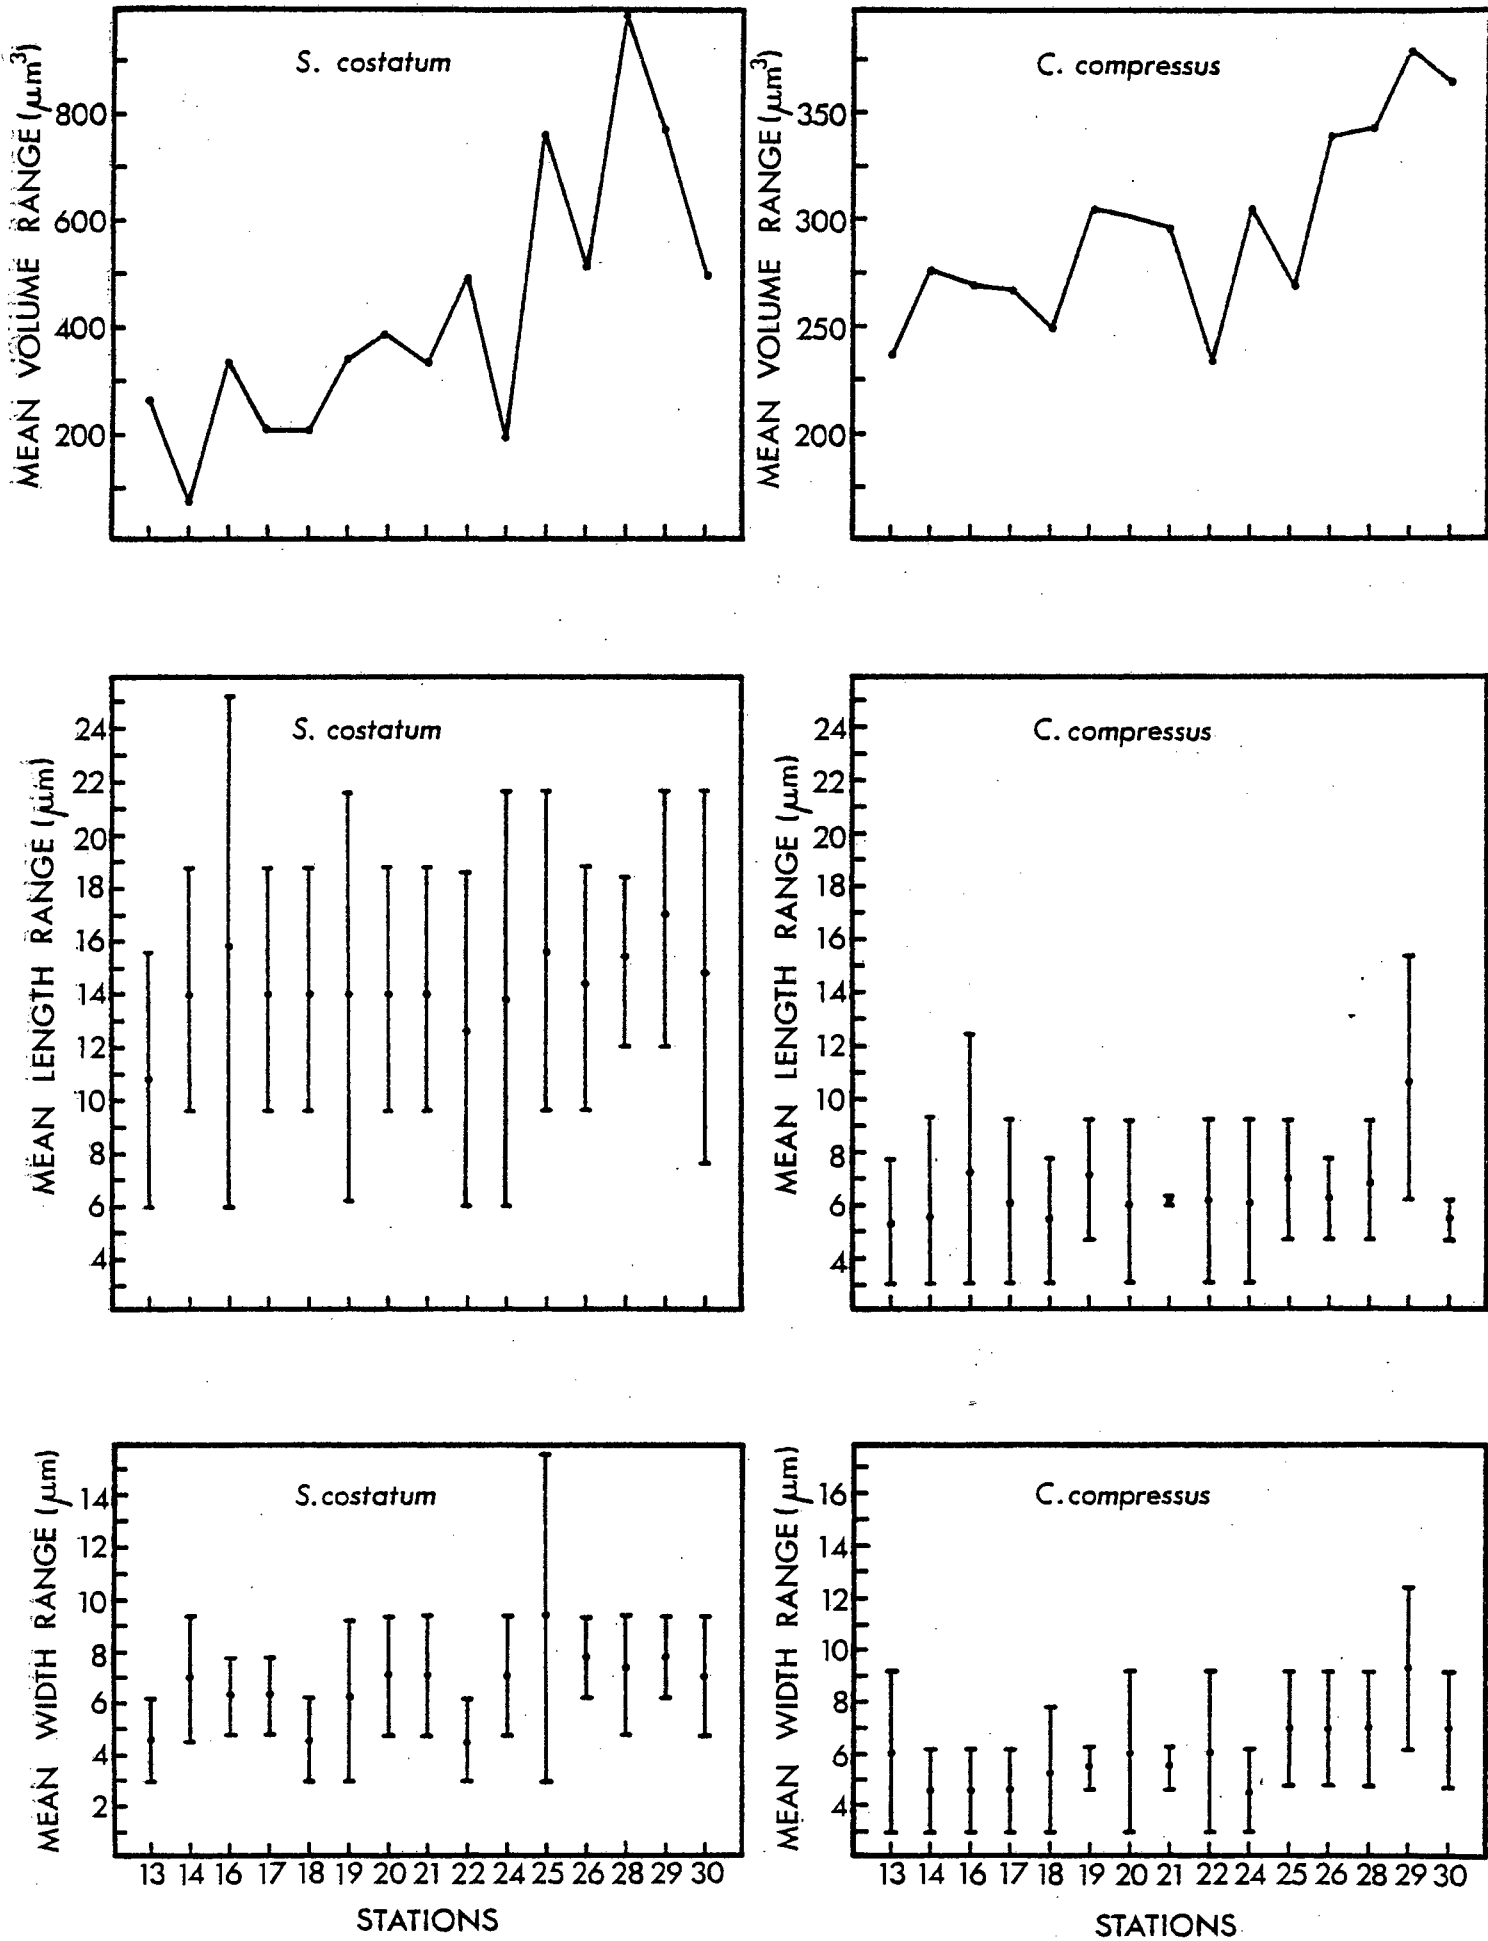 S. costatum
MEAN VOLUME RANGE (μm³)
800
600
400
200
C. compressus
MEAN VOLUME RANGE (μm³)
350
300
250
200
S. costatum
MEAN LENGTH RANGE (μm)
24
22
20
18
16
14
12
10
8
6
4
C. compressus
MEAN LENGTH RANGE (μm)
24
22
20
18
16
14
12
10
8
6
4
S. costatum
MEAN WIDTH RANGE (μm)
14
12
10
8
6
4
2
13 14 16 17 18 19 20 21 22 24 25 26 28 29 30
STATIONS
C. compressus
MEAN WIDTH RANGE (μm)
16
14
12
10
8
6
4
13 14 16 17 18 19 20 21 22 24 25 26 28 29 30
STATIONS